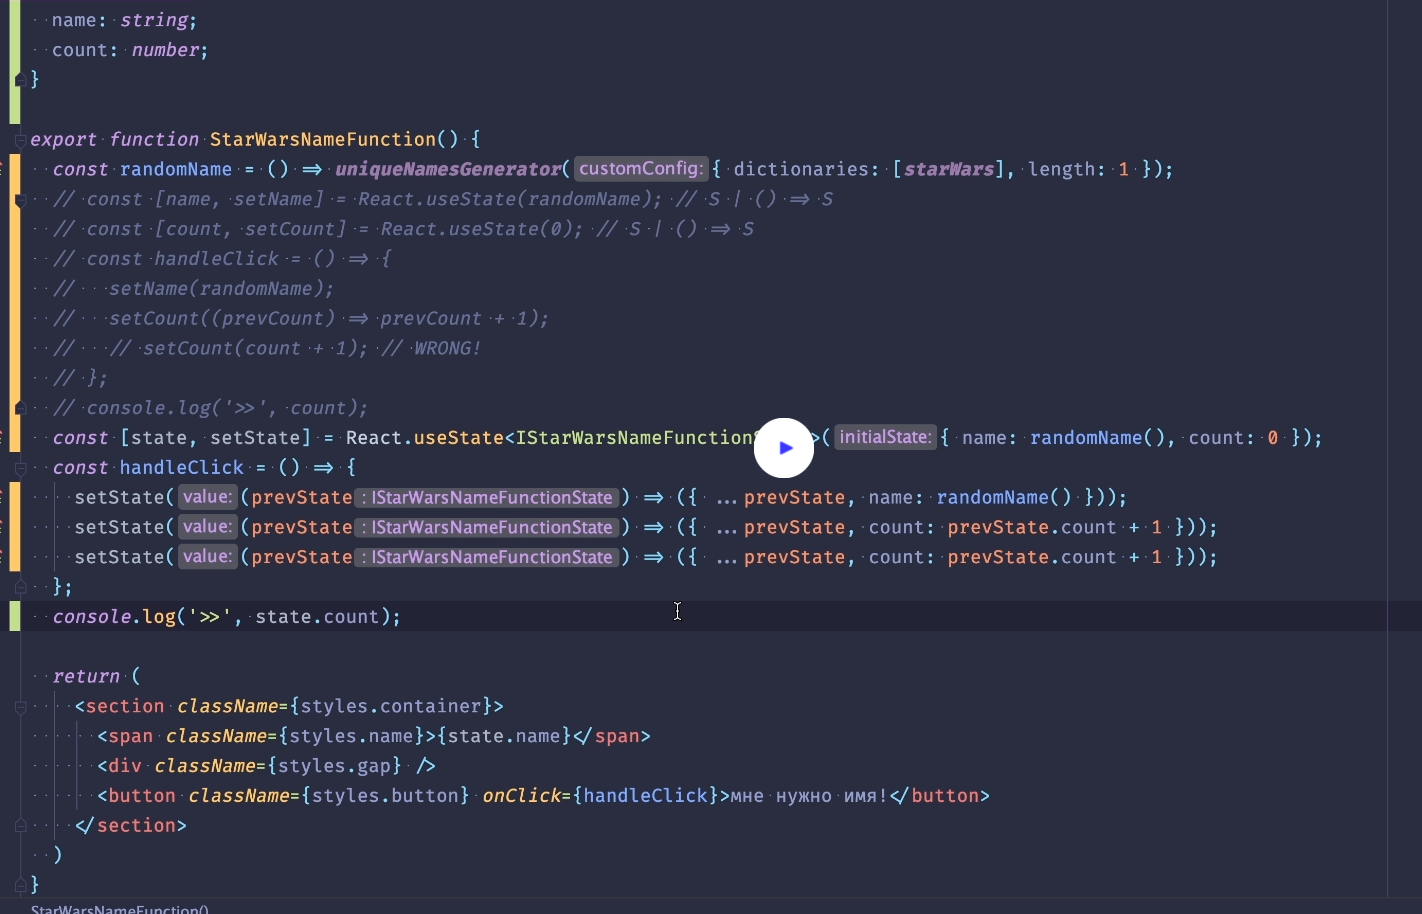 name: string;
count: number;
}
export function StarWarsNameFunction() {
const randomName = () => uniqueNamesGenerator( customConfig: { dictionaries: [starWars], length: 1 });
// const [name, setName] = React.useState(randomName); // S | () => S
// const [count, setCount] = React.useState(0); // S | () => S
// const handleClick = () => {
// setName(randomName);
// setCount((prevCount) => prevCount + 1);
// // setCount(count + 1); // WRONG!
// };
// console.log('>>', count);
const [state, setState] = React.useState<IStarWarsNameFunction >( initialState: { name: randomName(), count: 0 });
const handleClick = () => {
setState( value: (prevState : IStarWarsNameFunctionState ) => ({ ...prevState, name: randomName() }));
setState( value: (prevState : IStarWarsNameFunctionState ) => ({ ...prevState, count: prevState.count + 1 }));
setState( value: (prevState : IStarWarsNameFunctionState ) => ({ ...prevState, count: prevState.count + 1 }));
};
console.log('>>', state.count);
return (
<section className={styles.container}>
<span className={styles.name}>{state.name}</span>
<div className={styles.gap} />
<button className={styles.button} onClick={handleClick}>мне нужно имя!</button>
</section>
)
}
StarWarsNameFunction()